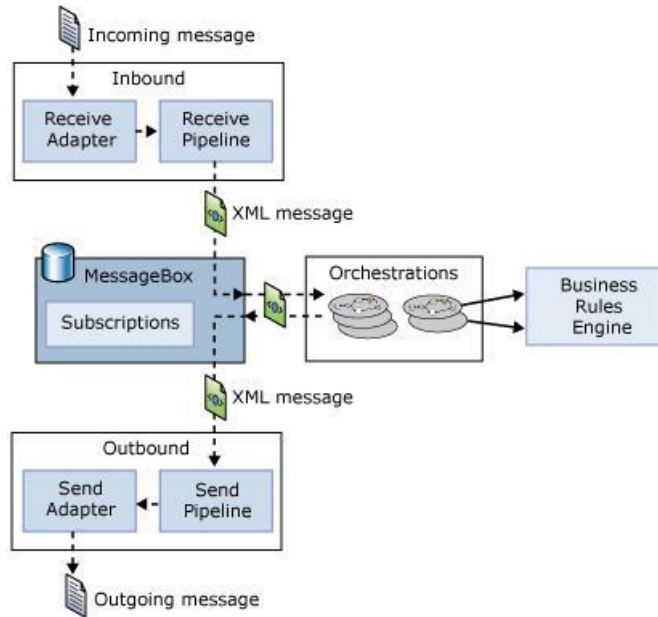 Incoming message
Inbound
Receive
Adapter
Receive
Pipeline
XML message
MessageBox
Subscriptions
Orchestrations
Business
Rules
Engine
XML message
Outbound
Send
Adapter
Send
Pipeline
Outgoing message